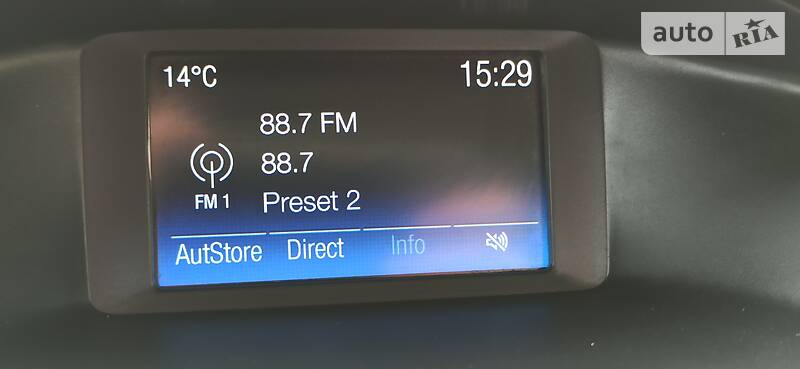 auto RIA
14°C 15:29
88.7 FM
88.7
FM 1 Preset 2
AutStore Direct Info